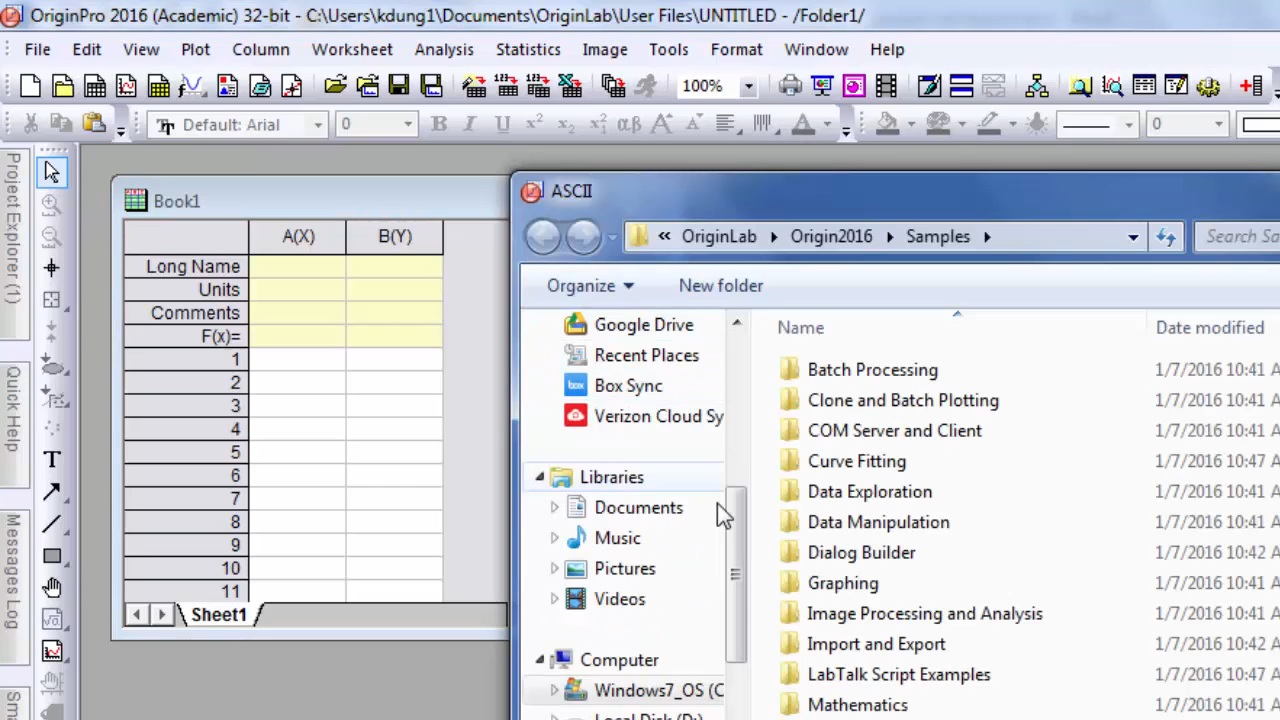 OriginPro 2016 (Academic) 32-bit - C:\Users\kdung1\Documents\OriginLab\User Files\UNTITLED - /Folder1/
File Edit View Plot Column Worksheet Analysis Statistics Image Tools Format Window Help
100%
Default: Arial 0 B I U αβ A A 0
Project Explorer (1)
Quick Help
Messages Log
Sm
Book1
A(X) B(Y)
Long Name
Units
Comments
F(x)=
1
2
3
4
5
6
7
8
9
10
11
Sheet1
ASCII
« OriginLab Origin2016 Samples
Search Sa
Organize New folder
Google Drive
Recent Places
Box Sync
Verizon Cloud Sy
Libraries
Documents
Music
Pictures
Videos
Computer
Windows7_OS (C
Local Disk (D:)
Name Date modified
Batch Processing 1/7/2016 10:41 A
Clone and Batch Plotting 1/7/2016 10:41 A
COM Server and Client 1/7/2016 10:41 A
Curve Fitting 1/7/2016 10:47 A
Data Exploration 1/7/2016 10:41 A
Data Manipulation 1/7/2016 10:41 A
Dialog Builder 1/7/2016 10:42 A
Graphing 1/7/2016 10:41 A
Image Processing and Analysis 1/7/2016 10:41 A
Import and Export 1/7/2016 10:42 A
LabTalk Script Examples 1/7/2016 10:41 A
Mathematics 1/7/2016 10:41 A